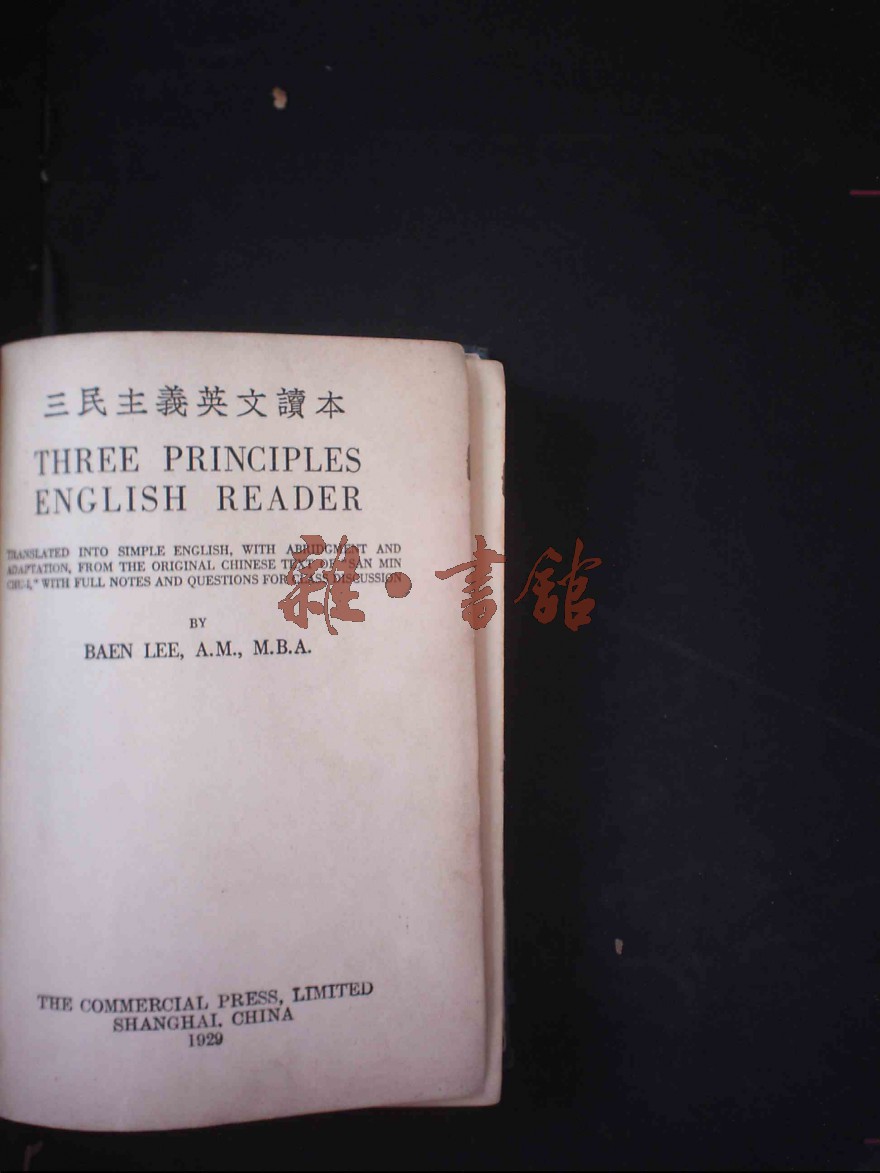 三民主義英文讀本
THREE PRINCIPLES
ENGLISH READER
TRANSLATED INTO SIMPLE ENGLISH, WITH ABRIDGMENT AND
ADAPTATION, FROM THE ORIGINAL CHINESE TEXT OF "SAN MIN
CHU-I," WITH FULL NOTES AND QUESTIONS FOR CLASS DISCUSSION
BY
BAEN LEE, A.M., M.B.A.
THE COMMERCIAL PRESS, LIMITED
SHANGHAI, CHINA
1929
雜·書館